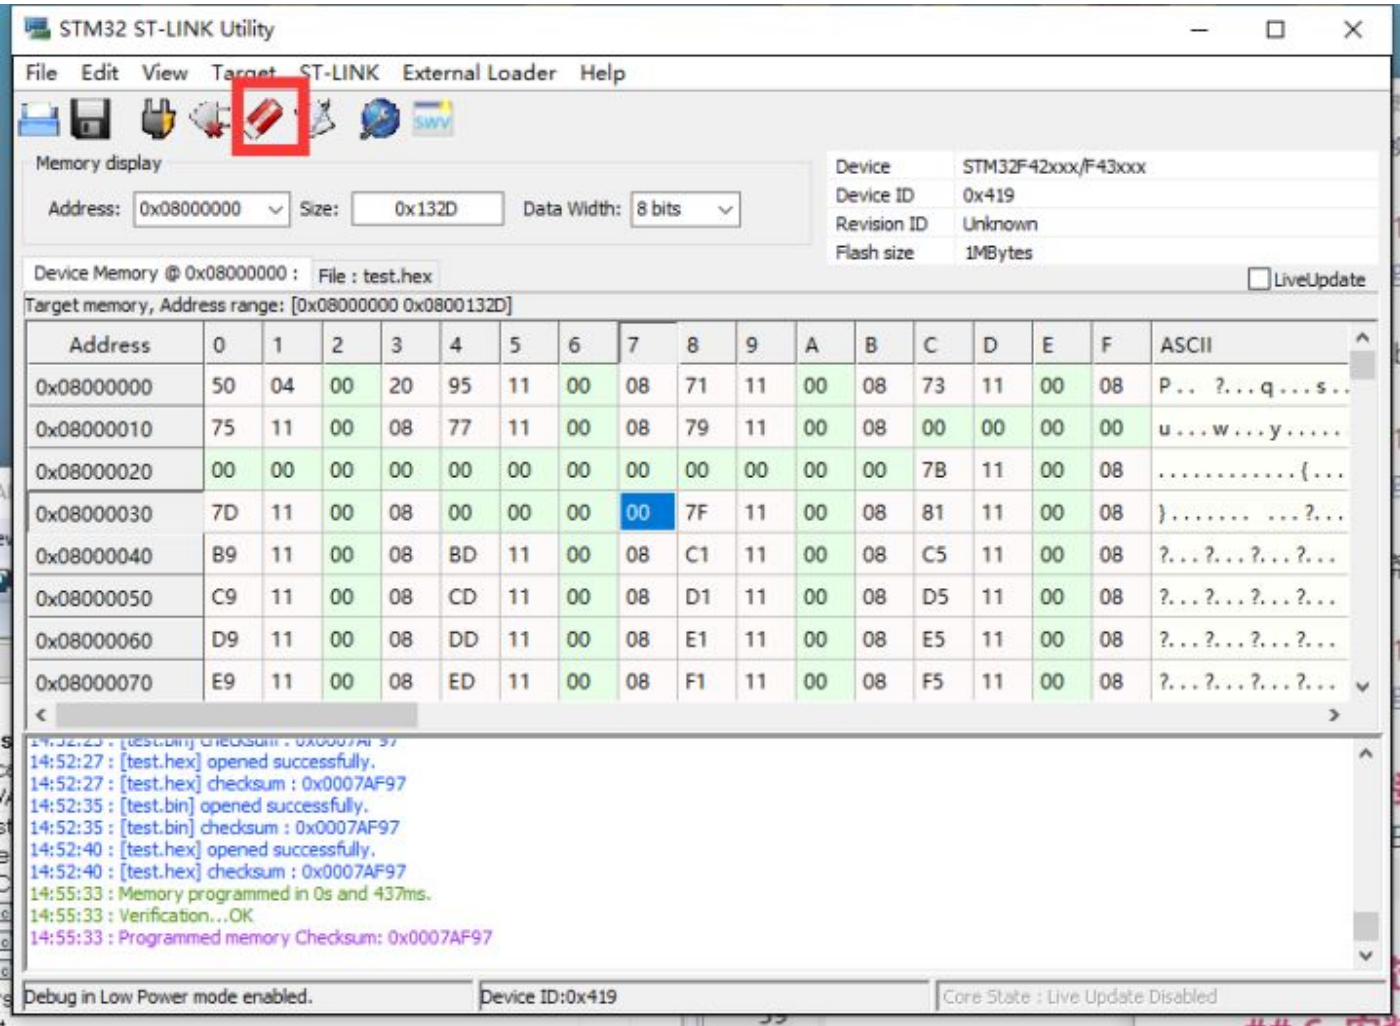 STM32 ST-LINK Utility
File Edit View Target ST-LINK External Loader Help
SWV
Memory display
Address: 0x08000000 Size: 0x132D Data Width: 8 bits
Device STM32F42xxx/F43xxx
Device ID 0x419
Revision ID Unknown
Flash size 1MBytes
Device Memory @ 0x08000000 : File : test.hex
LiveUpdate
Target memory, Address range: [0x08000000 0x0800132D]
Address 0 1 2 3 4 5 6 7 8 9 A B C D E F ASCII
0x08000000 50 04 00 20 95 11 00 08 71 11 00 08 73 11 00 08 P.. ?...q...s..
0x08000010 75 11 00 08 77 11 00 08 79 11 00 08 00 00 00 00 u...w...y.....
0x08000020 00 00 00 00 00 00 00 00 00 00 00 00 7B 11 00 08 ............{...
0x08000030 7D 11 00 08 00 00 00 00 7F 11 00 08 81 11 00 08 }....... ...?...
0x08000040 B9 11 00 08 BD 11 00 08 C1 11 00 08 C5 11 00 08 ?...?...?...?...
0x08000050 C9 11 00 08 CD 11 00 08 D1 11 00 08 D5 11 00 08 ?...?...?...?...
0x08000060 D9 11 00 08 DD 11 00 08 E1 11 00 08 E5 11 00 08 ?...?...?...?...
0x08000070 E9 11 00 08 ED 11 00 08 F1 11 00 08 F5 11 00 08 ?...?...?...?...
14:52:25 : [test.bin] checksum : 0x0007AF97
14:52:27 : [test.hex] opened successfully.
14:52:27 : [test.hex] checksum : 0x0007AF97
14:52:35 : [test.bin] opened successfully.
14:52:35 : [test.bin] checksum : 0x0007AF97
14:52:40 : [test.hex] opened successfully.
14:52:40 : [test.hex] checksum : 0x0007AF97
14:55:33 : Memory programmed in 0s and 437ms.
14:55:33 : Verification...OK
14:55:33 : Programmed memory Checksum: 0x0007AF97
Debug in Low Power mode enabled. Device ID:0x419 Core State : Live Update Disabled